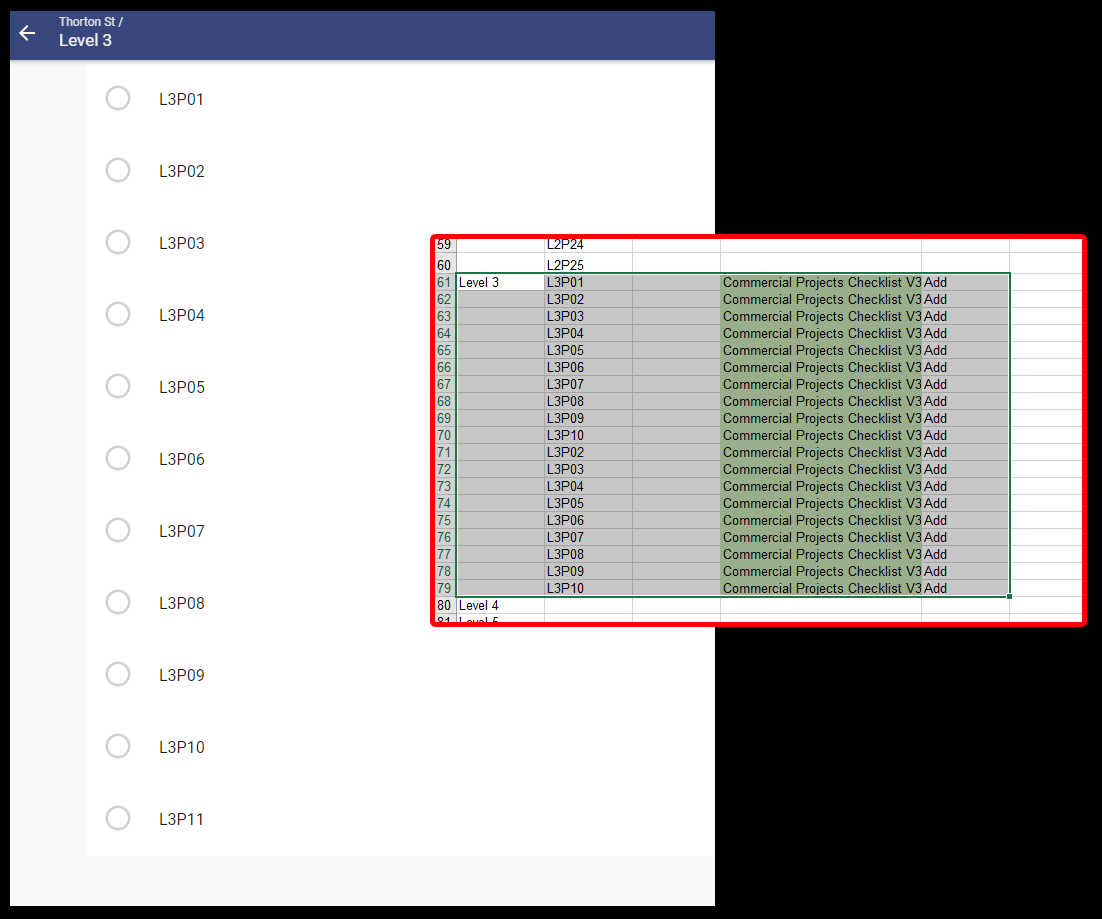 Thorton St /
Level 3
L3P01
L3P02
L3P03
L3P04
L3P05
L3P06
L3P07
L3P08
L3P09
L3P10
L3P11
59 L2P24
60 L2P25
61 Level 3 L3P01 Commercial Projects Checklist V3 Add
62 L3P02 Commercial Projects Checklist V3 Add
63 L3P03 Commercial Projects Checklist V3 Add
64 L3P04 Commercial Projects Checklist V3 Add
65 L3P05 Commercial Projects Checklist V3 Add
66 L3P06 Commercial Projects Checklist V3 Add
67 L3P07 Commercial Projects Checklist V3 Add
68 L3P08 Commercial Projects Checklist V3 Add
69 L3P09 Commercial Projects Checklist V3 Add
70 L3P10 Commercial Projects Checklist V3 Add
71 L3P02 Commercial Projects Checklist V3 Add
72 L3P03 Commercial Projects Checklist V3 Add
73 L3P04 Commercial Projects Checklist V3 Add
74 L3P05 Commercial Projects Checklist V3 Add
75 L3P06 Commercial Projects Checklist V3 Add
76 L3P07 Commercial Projects Checklist V3 Add
77 L3P08 Commercial Projects Checklist V3 Add
78 L3P09 Commercial Projects Checklist V3 Add
79 L3P10 Commercial Projects Checklist V3 Add
80 Level 4
81 Level 5